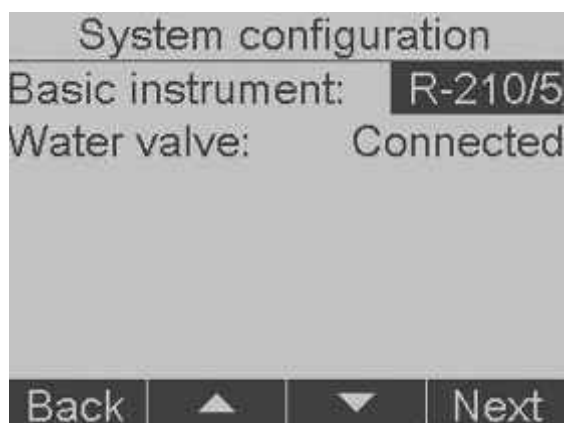 System configuration
Basic instrument: R-210/5
Water valve: Connected
Back ▲ ▼ Next